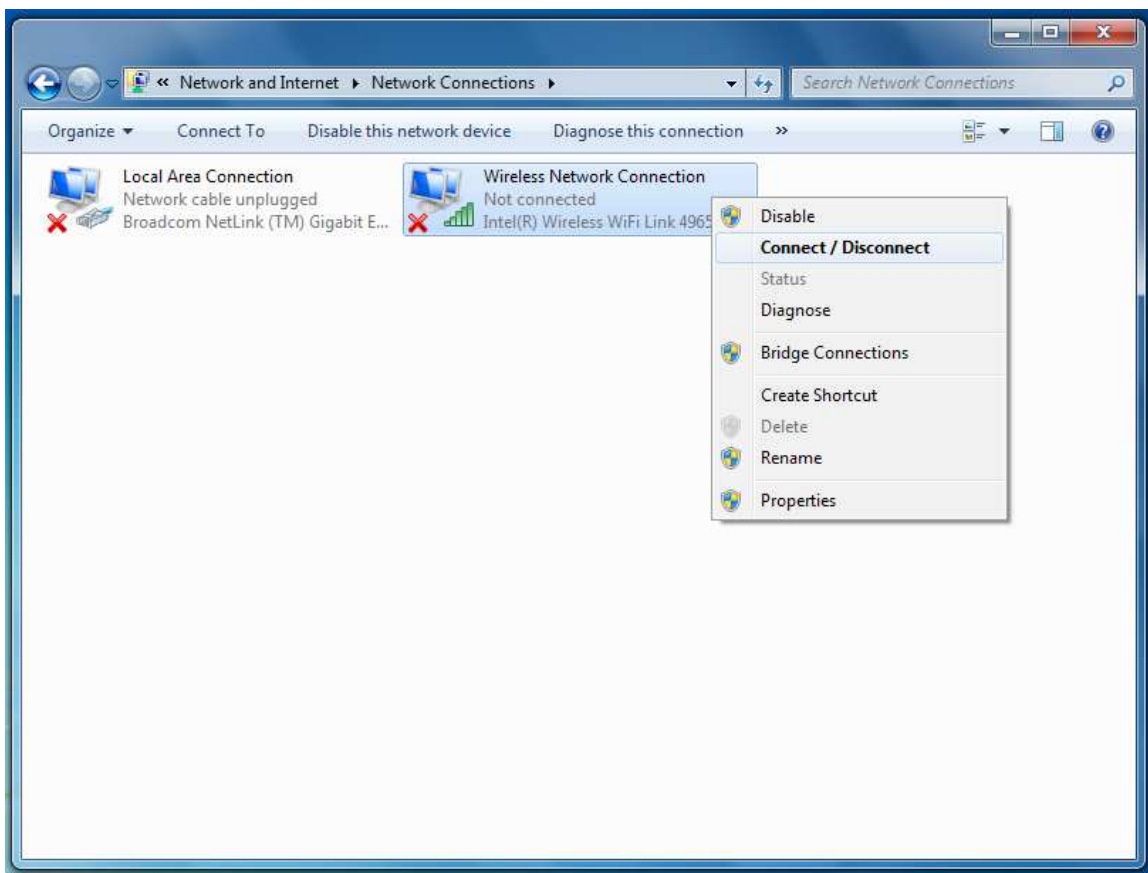 « Network and Internet ▸ Network Connections ▸
Search Network Connections
Organize Connect To Disable this network device Diagnose this connection »
Local Area Connection
Network cable unplugged
Broadcom NetLink (TM) Gigabit E...
Wireless Network Connection
Not connected
Intel(R) Wireless WiFi Link 4965
Disable
Connect / Disconnect
Status
Diagnose
Bridge Connections
Create Shortcut
Delete
Rename
Properties